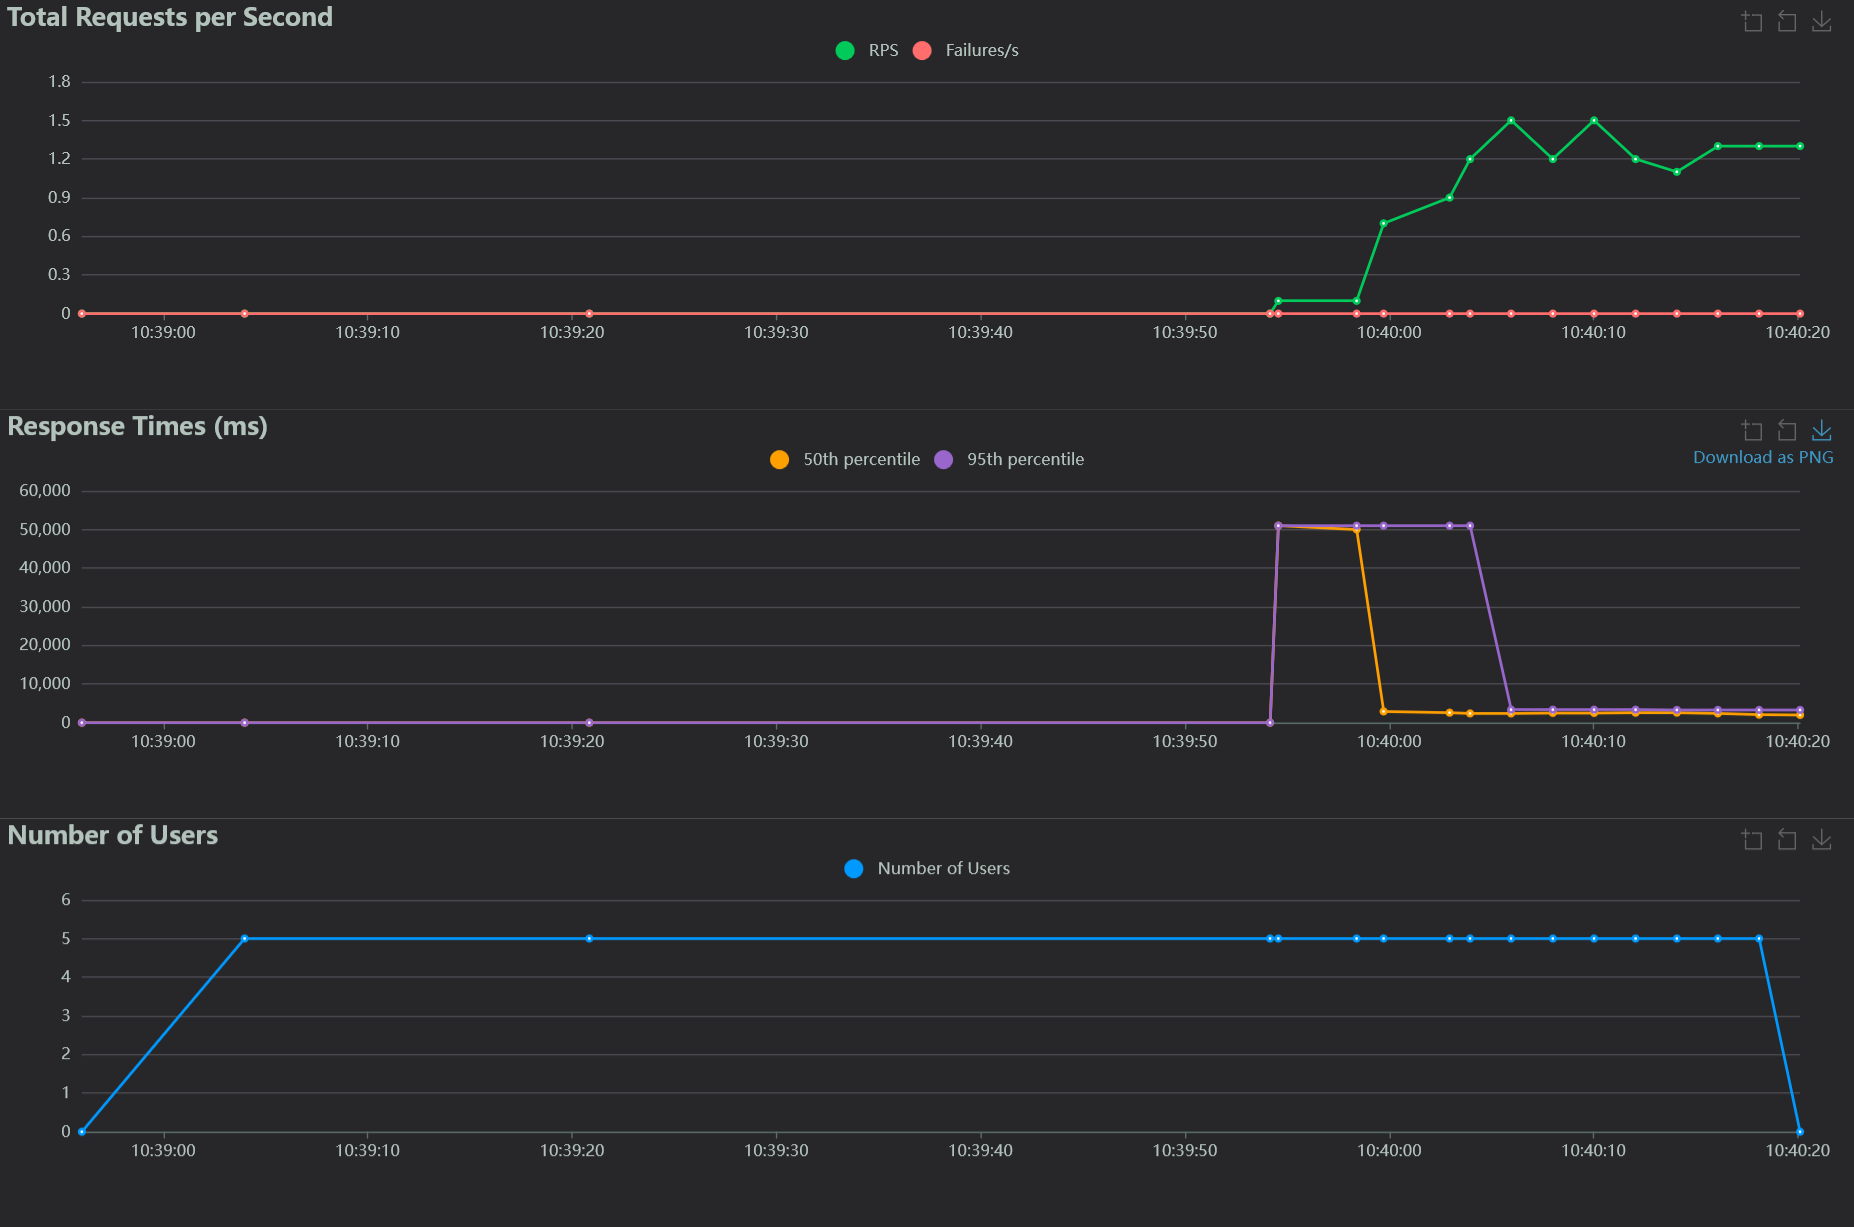 Total Requests per Second
RPS Failures/s
1.8
1.5
1.2
0.9
0.6
0.3
0
10:39:00 10:39:10 10:39:20 10:39:30 10:39:40 10:39:50 10:40:00 10:40:10 10:40:20
Response Times (ms)
Download as PNG
50th percentile 95th percentile
60,000
50,000
40,000
30,000
20,000
10,000
0
10:39:00 10:39:10 10:39:20 10:39:30 10:39:40 10:39:50 10:40:00 10:40:10 10:40:20
Number of Users
Number of Users
6
5
4
3
2
1
0
10:39:00 10:39:10 10:39:20 10:39:30 10:39:40 10:39:50 10:40:00 10:40:10 10:40:20